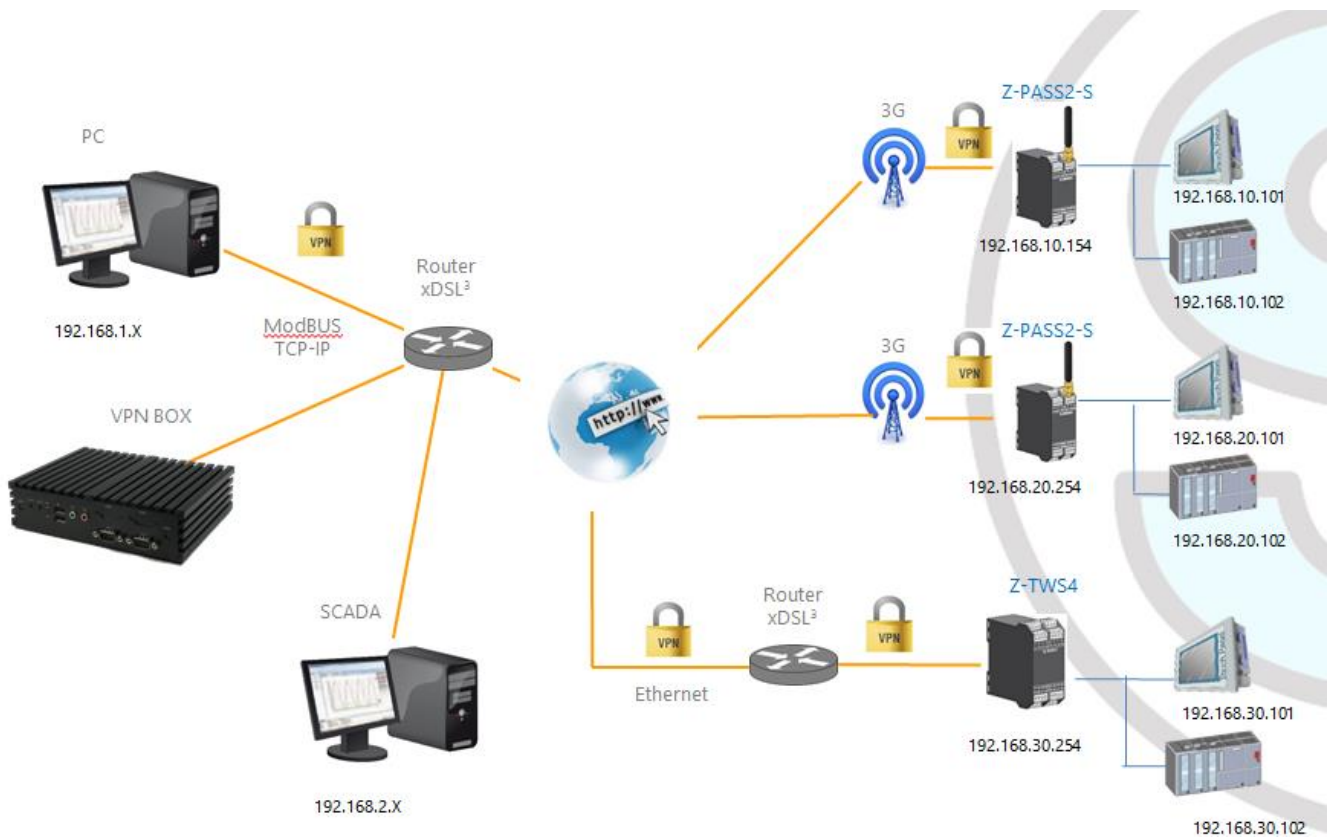 PC
VPN
192.168.1.X
ModBUS
TCP-IP
Router
xDSL³
VPN BOX
SCADA
192.168.2.X
http://www.
3G
VPN
Z-PASS2-S
192.168.10.154
192.168.10.101
192.168.10.102
3G
VPN
Z-PASS2-S
192.168.20.254
192.168.20.101
192.168.20.102
VPN
Ethernet
Router
xDSL³
VPN
Z-TWS4
192.168.30.254
192.168.30.101
192.168.30.102